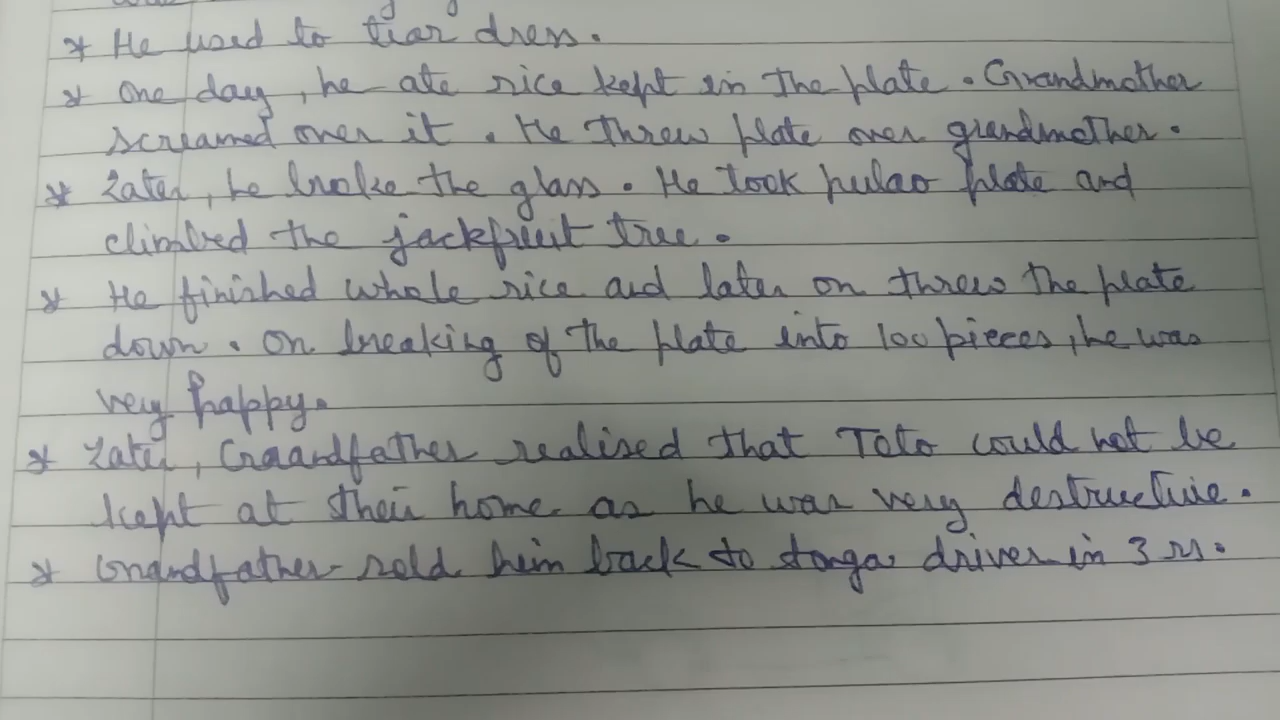 * He used to tear dress.
* One day, he ate rice kept in the plate. Grandmother
screamed over it. He threw plate over grandmother.
* Later, he broke the glass. He took pulao plate and
climbed the jackfruit tree.
* He finished whole rice and later on threw the plate
down. On breaking of the plate into 100 pieces, he was
very happy.
* Later, Graandfather realised that Toto could not be
kept at their home as he was very destructive.
* Grandfather sold him back to tonga driver in 3 rs.